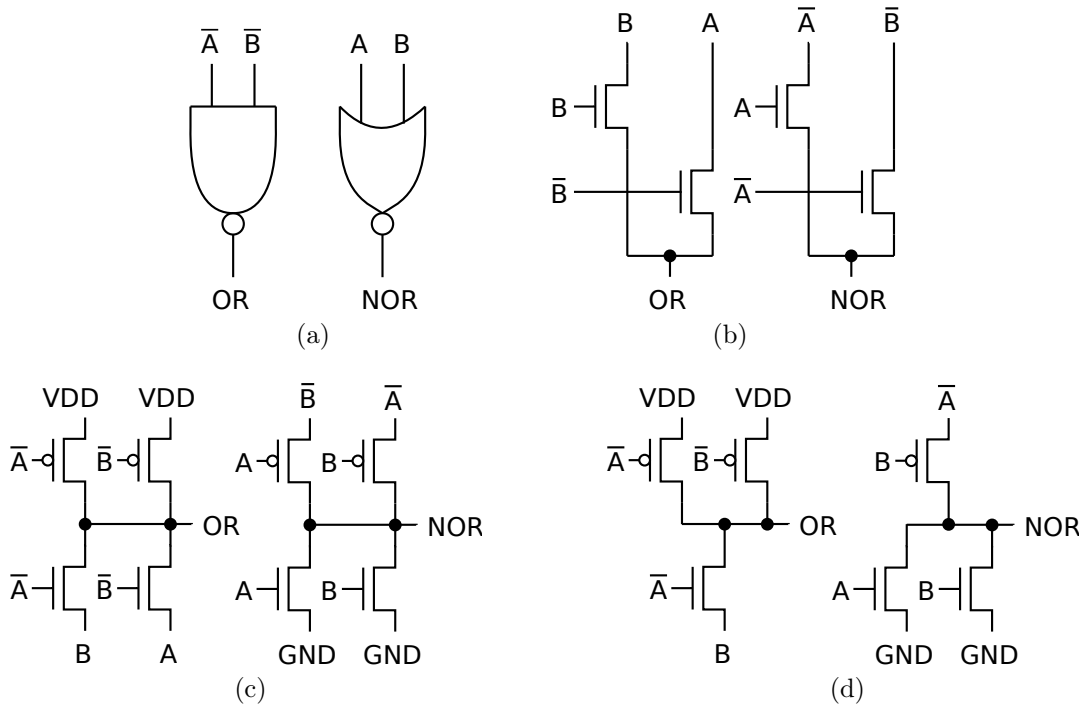 A̅ B̅ A B
OR NOR
(a)
B A A̅ B̅
B A
B̅ A̅
OR NOR
(b)
VDD VDD B̅ A̅
A̅ B̅ A B
OR NOR
A̅ B̅ A B
B A GND GND
(c)
VDD VDD A̅
A̅ B̅ B
OR NOR
A̅ A B
B GND GND
(d)